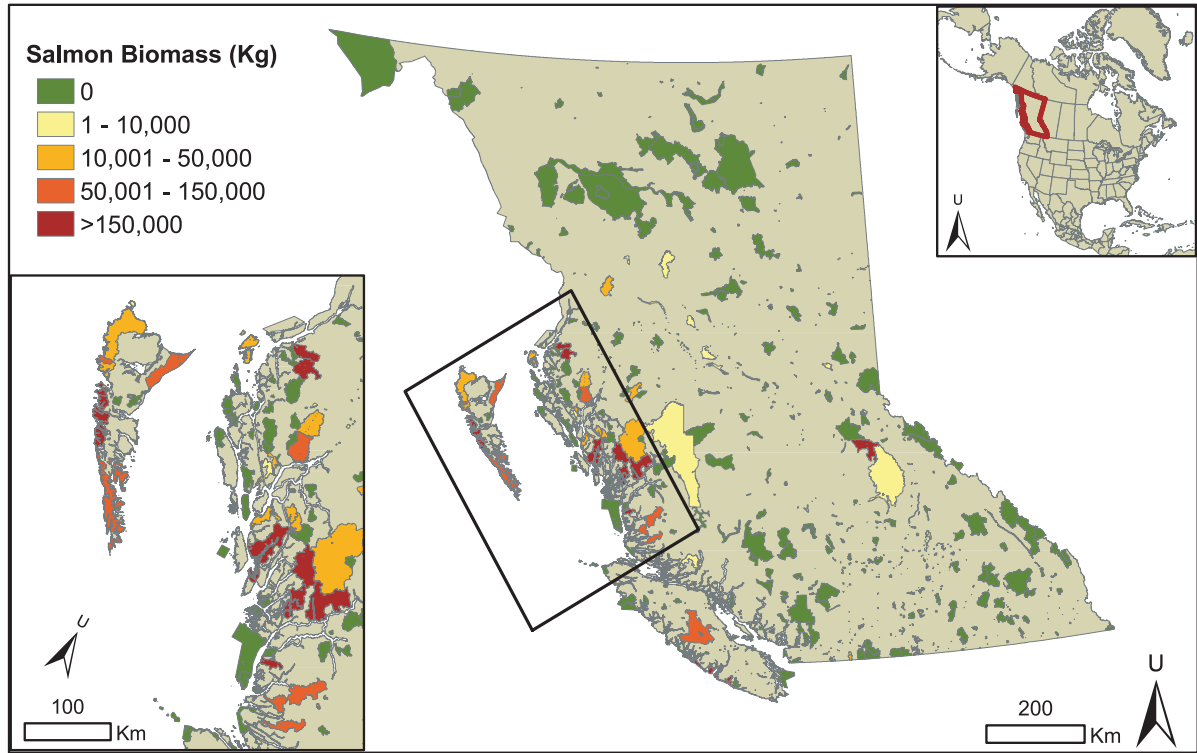 Salmon Biomass (Kg)
0
1 - 10,000
10,001 - 50,000
50,001 - 150,000
>150,000
U
U
100
Km
200
Km
U